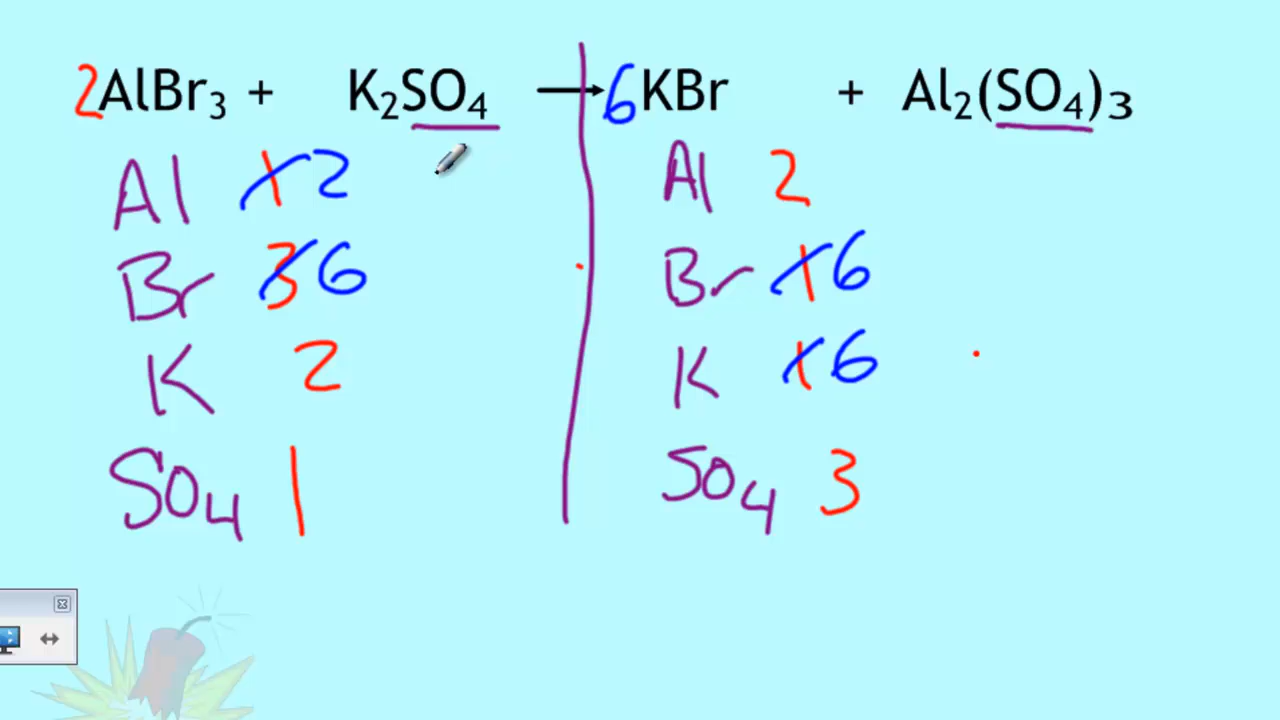 2AlBr₃ + K₂SO₄ → 6KBr + Al₂(SO₄)₃
Al 1 2 Al 2
Br 3 6 Br 1 6
K 2 K 1 6
SO₄ 1 SO₄ 3